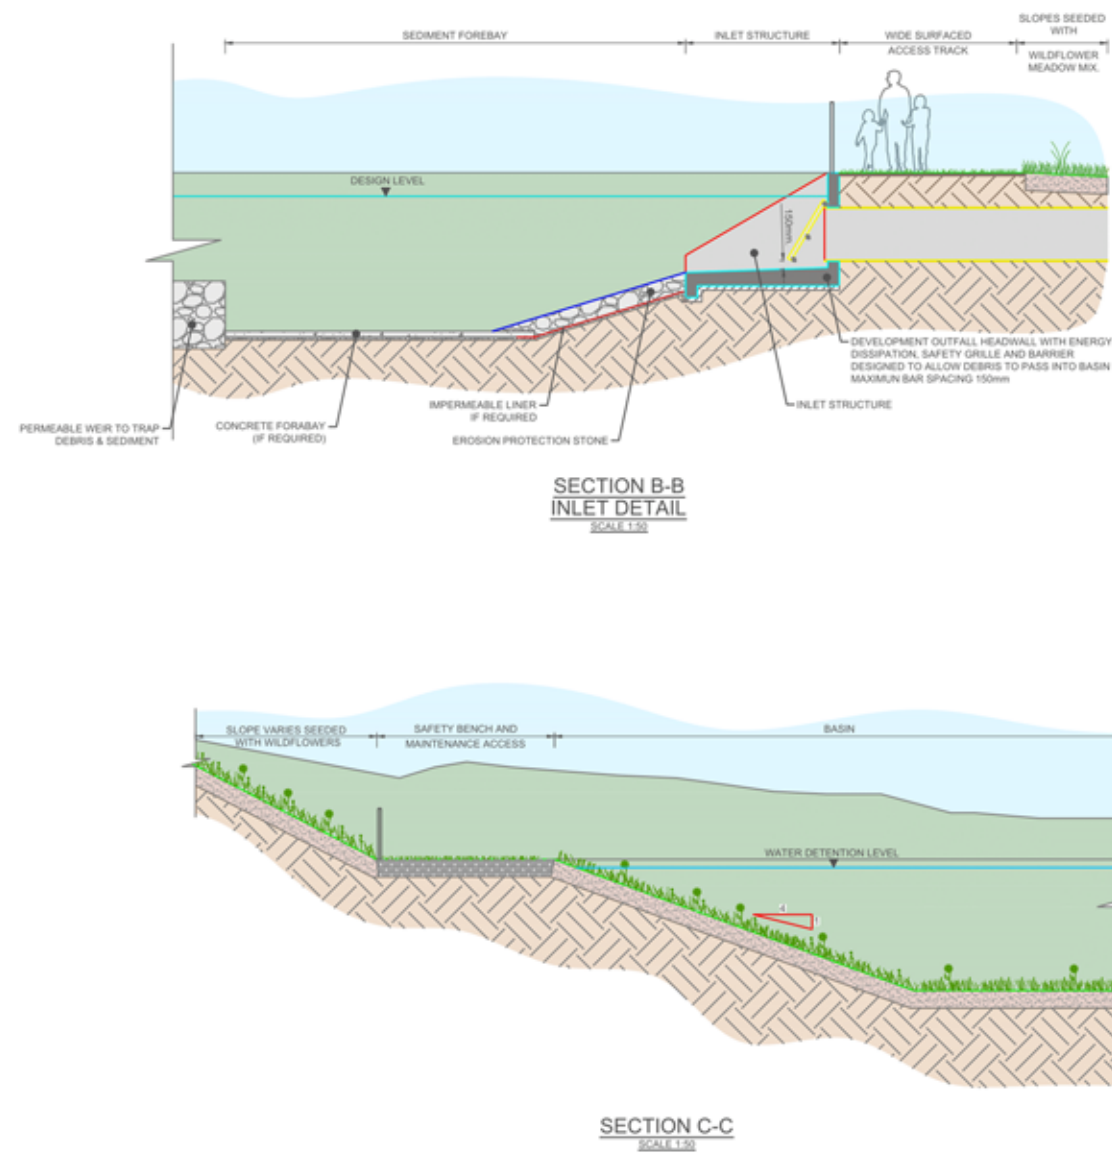 SEDIMENT FOREBAY
INLET STRUCTURE
WIDE SURFACED
ACCESS TRACK
SLOPES SEEDED
WITH
WILDFLOWER
MEADOW MIX.
DESIGN LEVEL
150mm
DEVELOPMENT OUTFALL HEADWALL WITH ENERGY
DISSIPATION, SAFETY GRILLE AND BARRIER
DESIGNED TO ALLOW DEBRIS TO PASS INTO BASIN
MAXIMUN BAR SPACING 150mm
INLET STRUCTURE
IMPERMEABLE LINER
IF REQUIRED
EROSION PROTECTION STONE
CONCRETE FORABAY
(IF REQUIRED)
PERMEABLE WEIR TO TRAP
DEBRIS & SEDIMENT
SECTION B-B
INLET DETAIL
SCALE 1:50
SLOPE VARIES SEEDED
WITH WILDFLOWERS
SAFETY BENCH AND
MAINTENANCE ACCESS
BASIN
WATER DETENTION LEVEL
4
1
SECTION C-C
SCALE 1:50